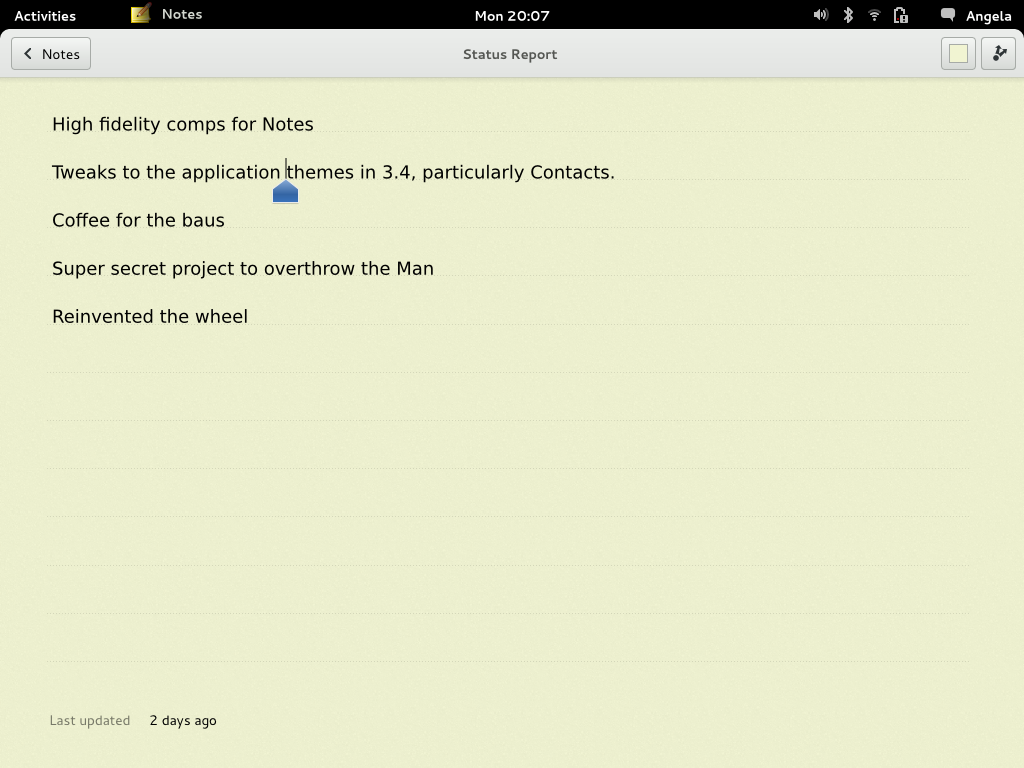 Activities Notes Mon 20:07 Angela
Notes Status Report
High fidelity comps for Notes
Tweaks to the application themes in 3.4, particularly Contacts.
Coffee for the baus
Super secret project to overthrow the Man
Reinvented the wheel
Last updated 2 days ago